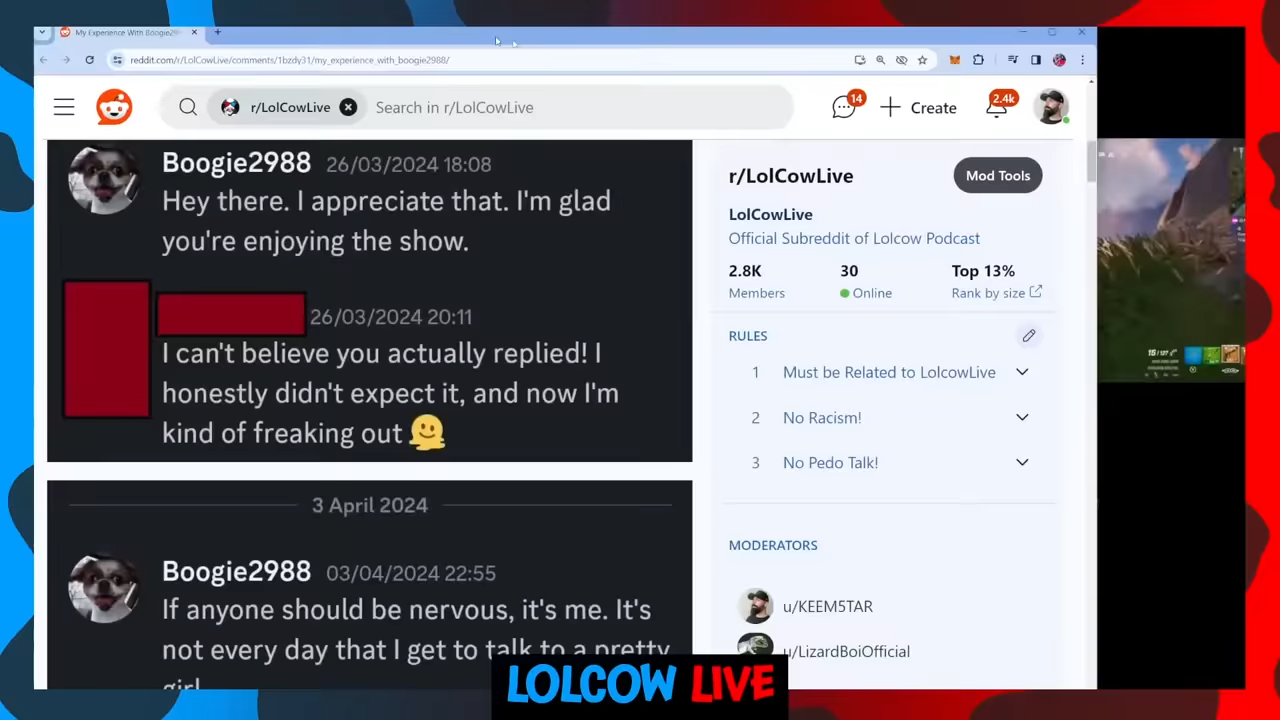 My Experience With Boogie29
reddit.com/r/LolCowLive/comments/1bzdy31/my_experience_with_boogie2988/
r/LolCowLive
Search in r/LolCowLive
14
Create
2.4k
Boogie2988 26/03/2024 18:08
Hey there. I appreciate that. I'm glad
you're enjoying the show.
26/03/2024 20:11
I can't believe you actually replied! I
honestly didn't expect it, and now I'm
kind of freaking out 🫠
3 April 2024
Boogie2988 03/04/2024 22:55
If anyone should be nervous, it's me. It's
not every day that I get to talk to a pretty
girl
r/LolCowLive
Mod Tools
LolCowLive
Official Subreddit of Lolcow Podcast
2.8K 30 Top 13%
Members Online Rank by size
RULES
1 Must be Related to LolcowLive
2 No Racism!
3 No Pedo Talk!
MODERATORS
u/KEEM5TAR
u/LizardBoiOfficial
LOLCOW LIVE